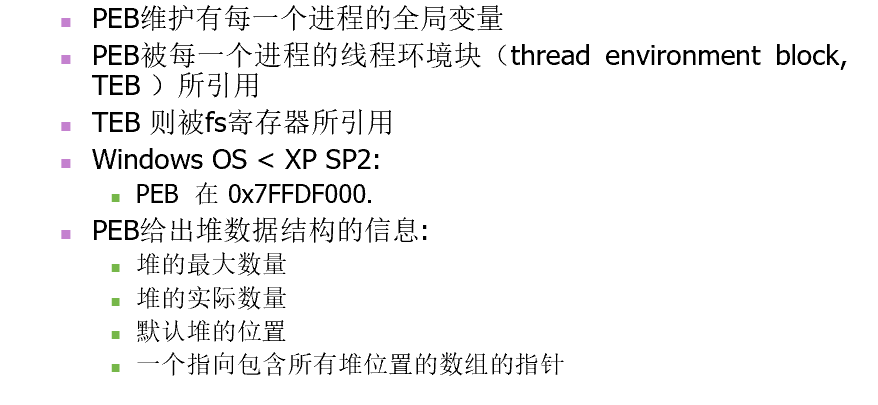 PEB维护有每一个进程的全局变量
PEB被每一个进程的线程环境块（thread environment block,
TEB ）所引用
TEB 则被fs寄存器所引用
Windows OS < XP SP2:
PEB 在 0x7FFDF000.
PEB给出堆数据结构的信息:
堆的最大数量
堆的实际数量
默认堆的位置
一个指向包含所有堆位置的数组的指针